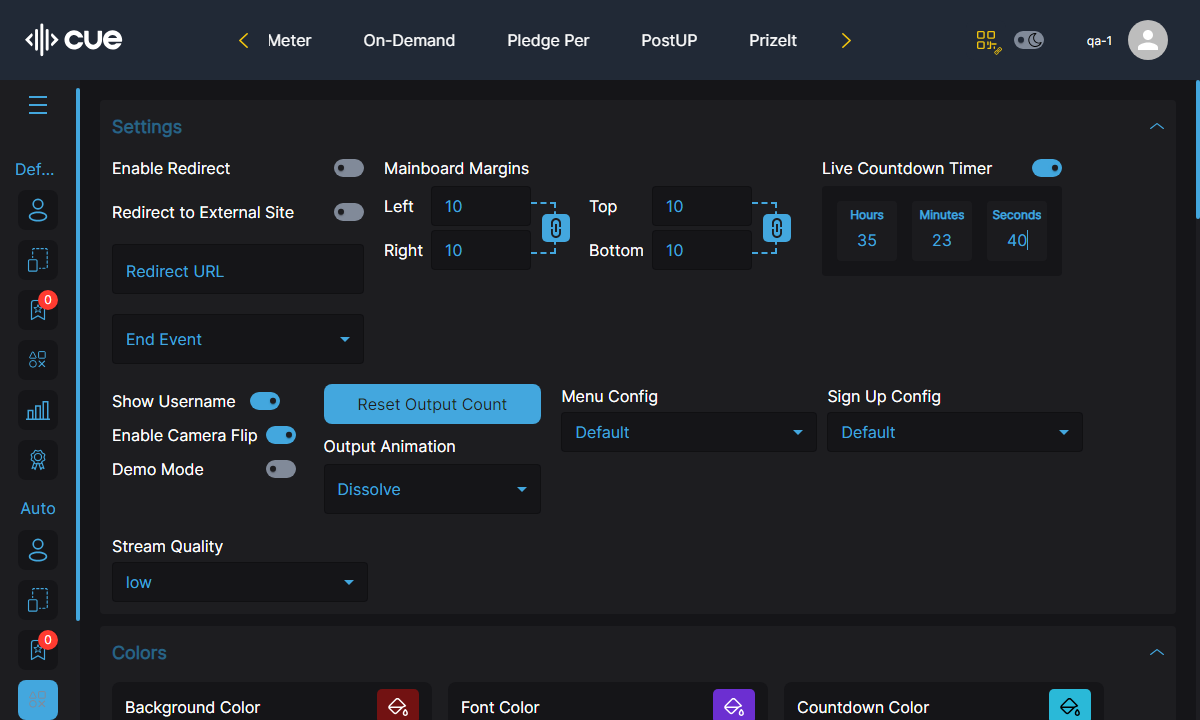 cue
Meter
On-Demand
Pledge Per
PostUP
PrizeIt
qa-1
Def...
0
Auto
0
Settings
Enable Redirect
Redirect to External Site
Redirect URL
End Event
Mainboard Margins
Left
10
Right
10
Top
10
Bottom
10
Live Countdown Timer
Hours
Minutes
Seconds
35
23
40
Show Username
Enable Camera Flip
Demo Mode
Reset Output Count
Output Animation
Dissolve
Menu Config
Default
Sign Up Config
Default
Stream Quality
low
Colors
Background Color
Font Color
Countdown Color